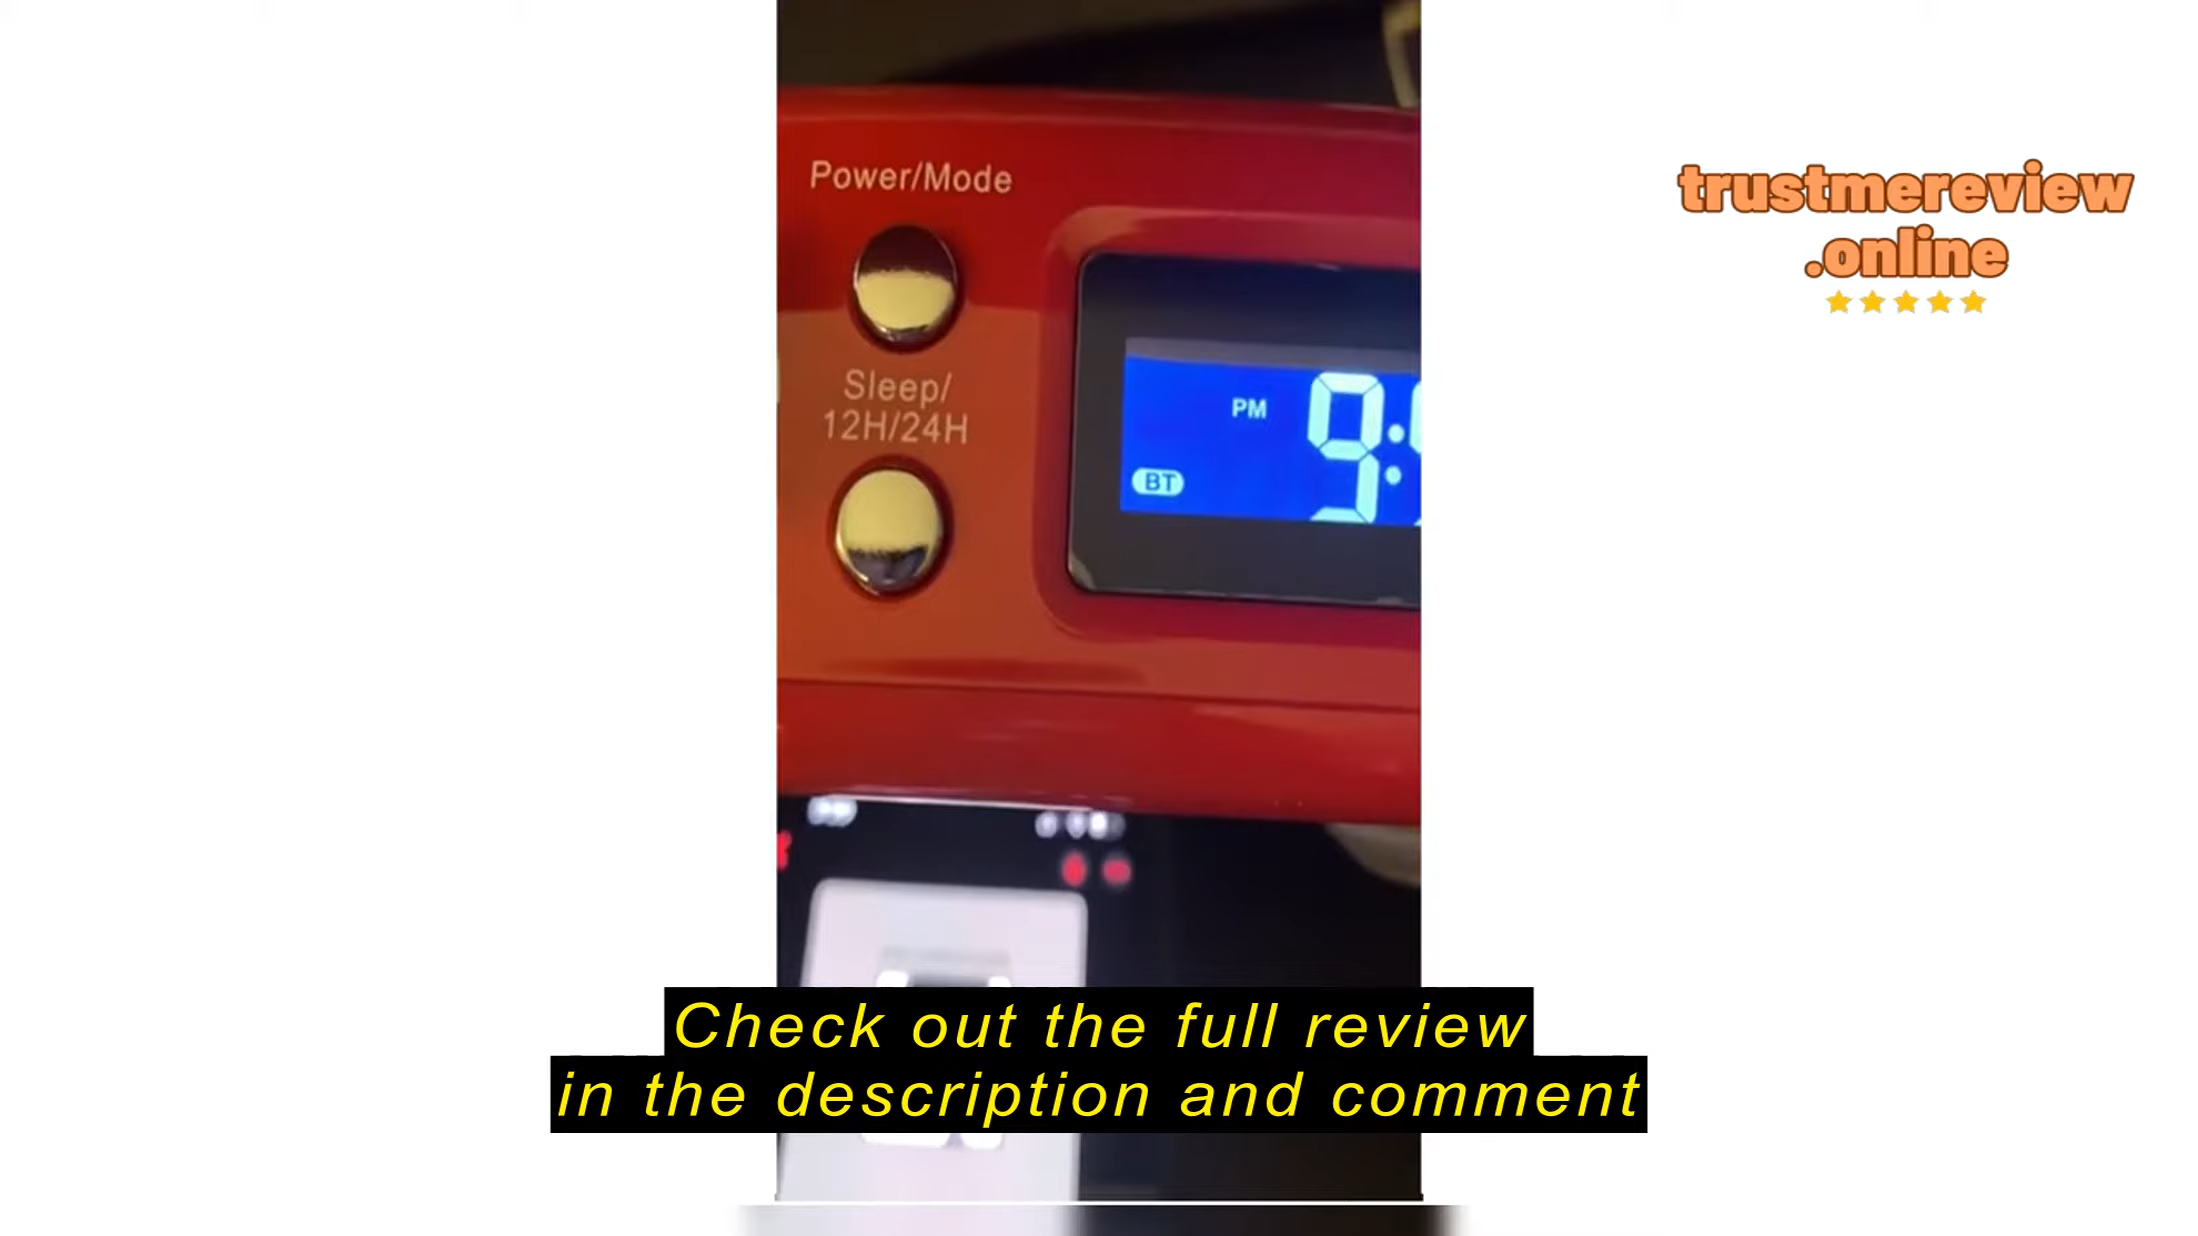 Power/Mode
trustmereview
.online
Sleep/
12H/24H
PM
9:
BT
Check out the full review
in the description and comment